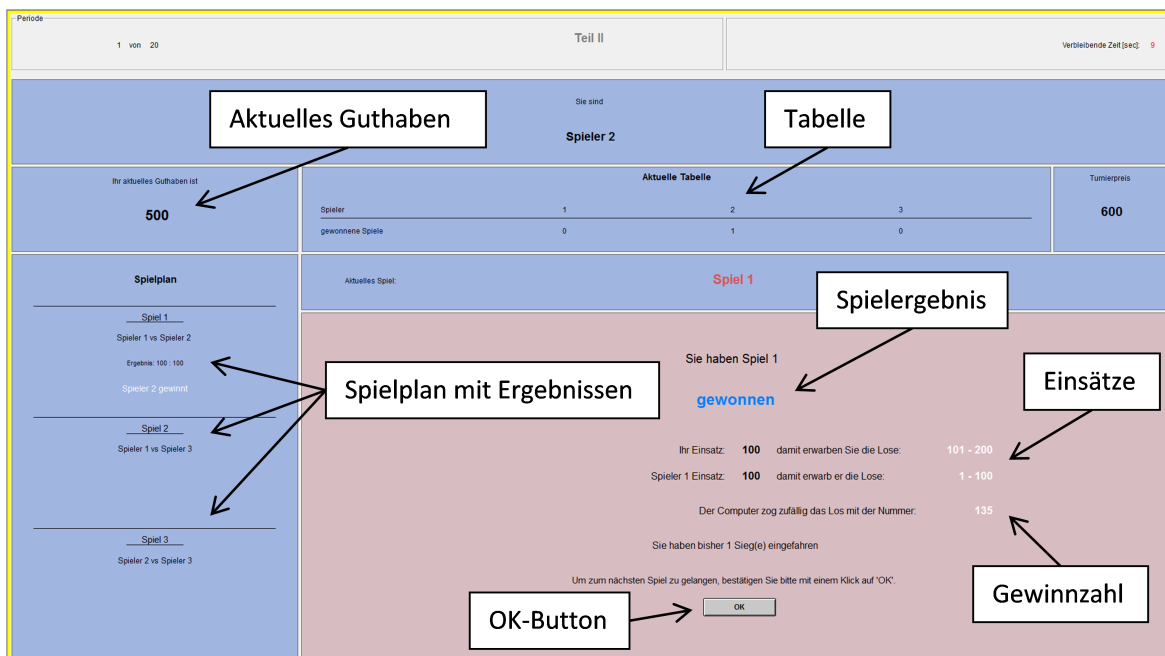 Periode
1 von 20
Teil II
Verbleibende Zeit [sec]: 9
Sie sind
Spieler 2
Aktuelles Guthaben
Tabelle
Ihr aktuelles Guthaben ist
500
Aktuelle Tabelle
Spieler 1 2 3
gewonnene Spiele 0 1 0
Turnierpreis
600
Spielplan
Spiel 1
Spieler 1 vs Spieler 2
Ergebnis: 100 : 100
Spieler 2 gewinnt
Spiel 2
Spieler 1 vs Spieler 3
Spiel 3
Spieler 2 vs Spieler 3
Spielplan mit Ergebnissen
Aktuelles Spiel: Spiel 1
Spielergebnis
Sie haben Spiel 1
gewonnen
Einsätze
Ihr Einsatz: 100 damit erwarben Sie die Lose: 101 - 200
Spieler 1 Einsatz: 100 damit erwarb er die Lose: 1 - 100
Der Computer zog zufällig das Los mit der Nummer: 135
Sie haben bisher 1 Sieg(e) eingefahren
Gewinnzahl
Um zum nächsten Spiel zu gelangen, bestätigen Sie bitte mit einem Klick auf 'OK'.
OK
OK-Button